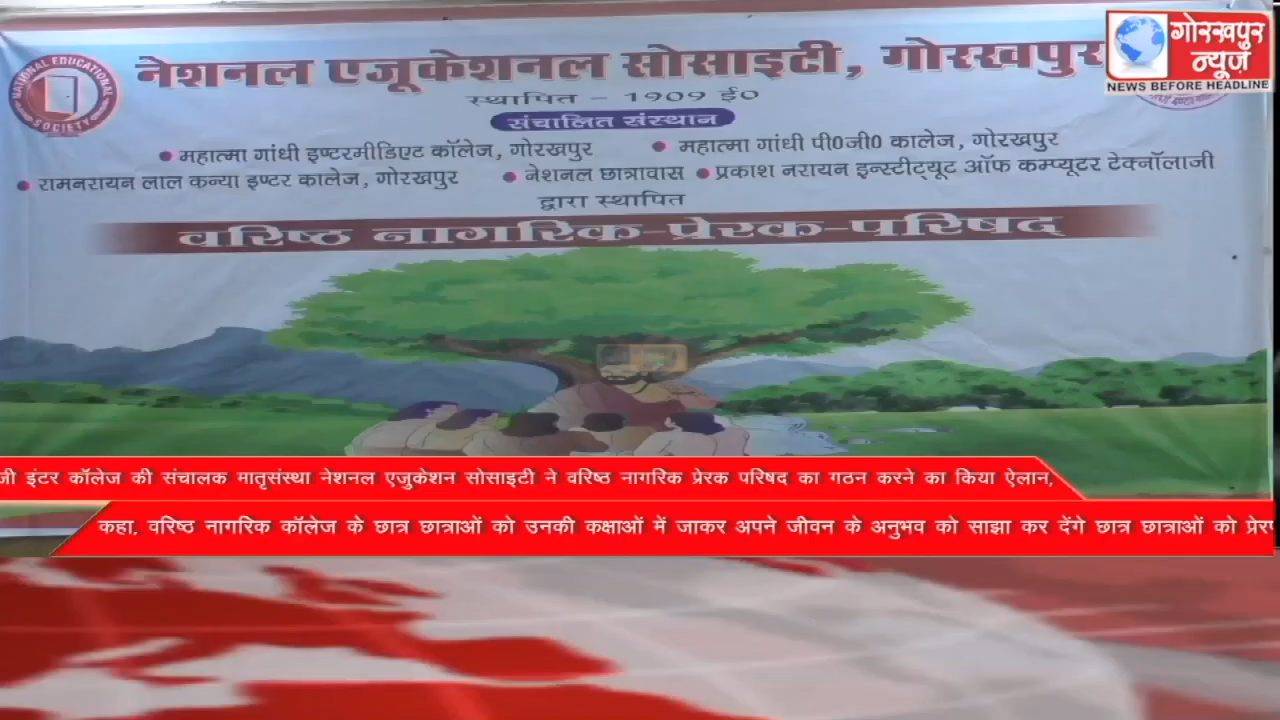 नेशनल एजूकेशनल सोसाइटी, गोरखपुर
स्थापित – 1909 ई०
संचालित संस्थान
• महात्मा गांधी इण्टरमीडिएट कॉलेज, गोरखपुर • महात्मा गांधी पी0जी0 कालेज, गोरखपुर
• रामनरायन लाल कन्या इण्टर कालेज, गोरखपुर • नेशनल छात्रावास • प्रकाश नरायन इन्स्टीट्यूट ऑफ कम्प्यूटर टेक्नॉलाजी
द्वारा स्थापित
वरिष्ठ नागरिक-प्रेरक-परिषद्
NATIONAL EDUCATIONAL SOCIETY
गोरखपुर
न्यूज़
NEWS BEFORE HEADLINE
जी इंटर कॉलेज की संचालक मातृसंस्था नेशनल एजुकेशन सोसाइटी ने वरिष्ठ नागरिक प्रेरक परिषद का गठन करने का किया ऐलान,
कहा, वरिष्ठ नागरिक कॉलेज के छात्र छात्राओं को उनकी कक्षाओं में जाकर अपने जीवन के अनुभव को साझा कर देंगे छात्र छात्राओं को